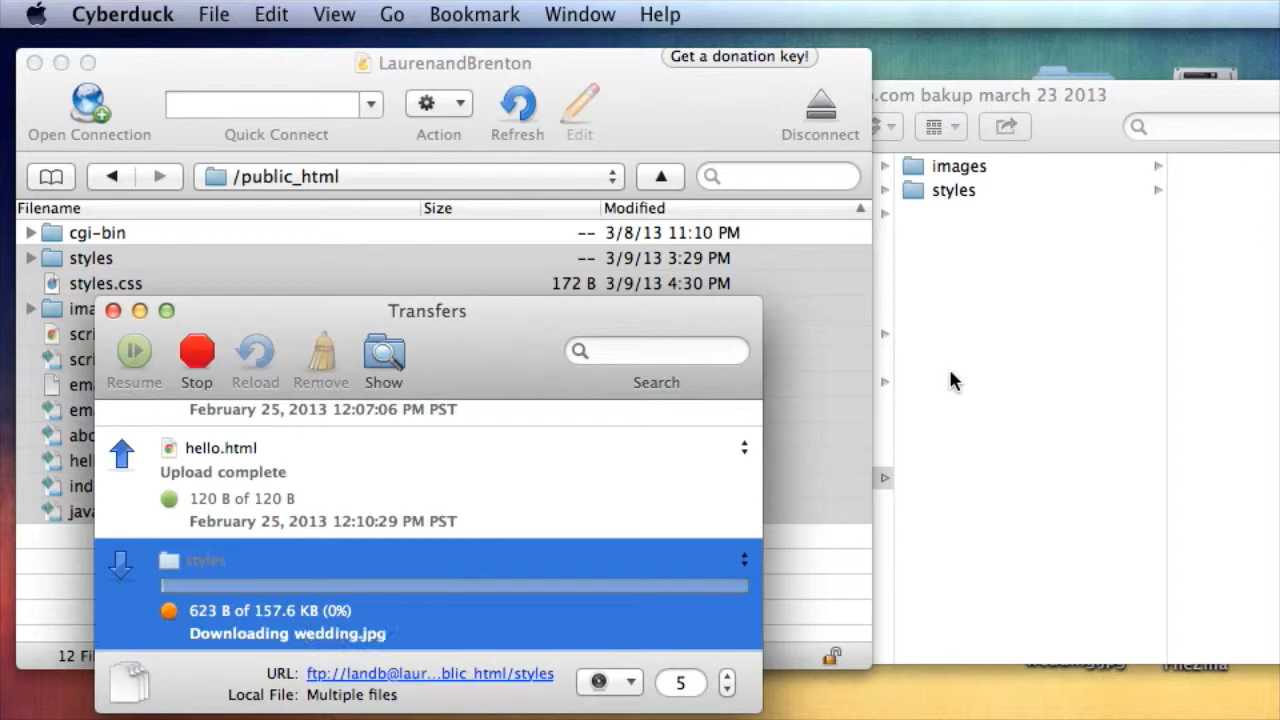 Cyberduck File Edit View Go Bookmark Window Help
LaurenandBrenton
Get a donation key!
Open Connection
Quick Connect
Action
Refresh
Edit
Disconnect
/public_html
Filename Size Modified
cgi-bin -- 3/8/13 11:10 PM
styles -- 3/9/13 3:29 PM
styles.css 172 B 3/9/13 4:30 PM
.com bakup march 23 2013
images
styles
Transfers
Resume Stop Reload Remove Show Search
February 25, 2013 12:07:06 PM PST
hello.html
Upload complete
120 B of 120 B
February 25, 2013 12:10:29 PM PST
styles
623 B of 157.6 KB (0%)
Downloading wedding.jpg
URL: ftp://landb@laur...blic_html/styles
Local File: Multiple files
5